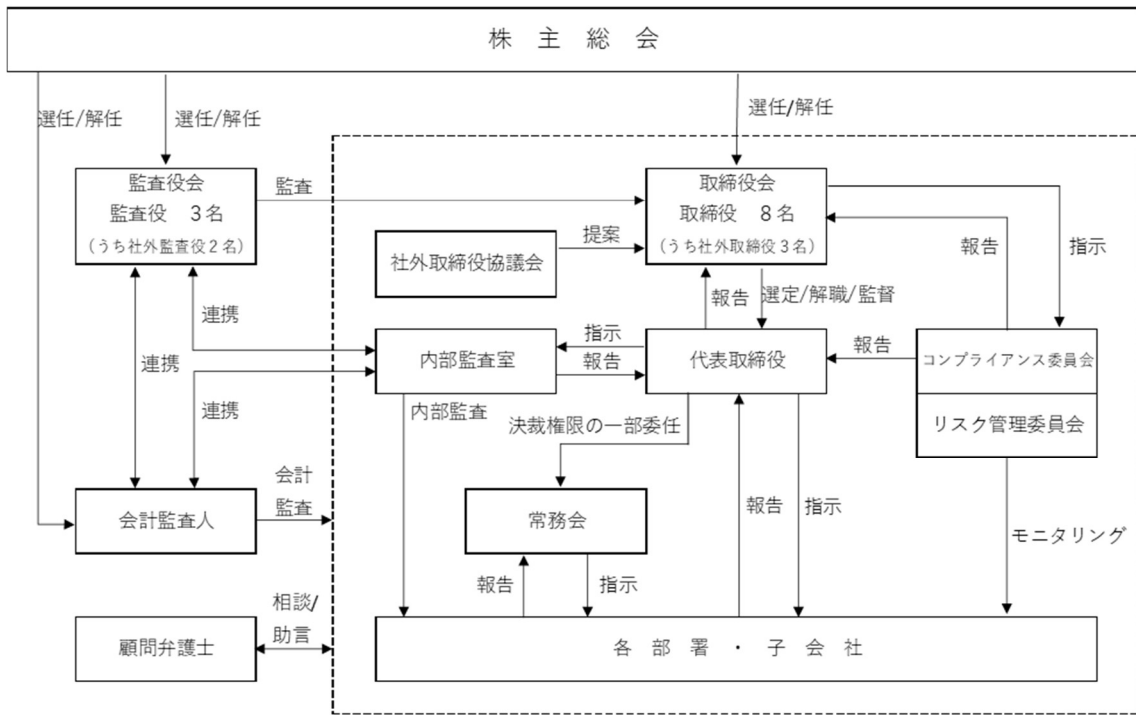 株 主 総 会
選任/解任
選任/解任
選任/解任
監査役会
監査役 3名
(うち社外監査役2名)
監査
取締役会
取締役 8名
(うち社外取締役3名)
社外取締役協議会
提案
報告
指示
連携
報告
選定/解職/監督
連携
内部監査室
指示
報告
代表取締役
報告
コンプライアンス委員会
リスク管理委員会
連携
内部監査
決裁権限の一部委任
会計
監査
会計監査人
常務会
報告
指示
モニタリング
報告
指示
相談/
助言
顧問弁護士
各 部 署 ・ 子 会 社